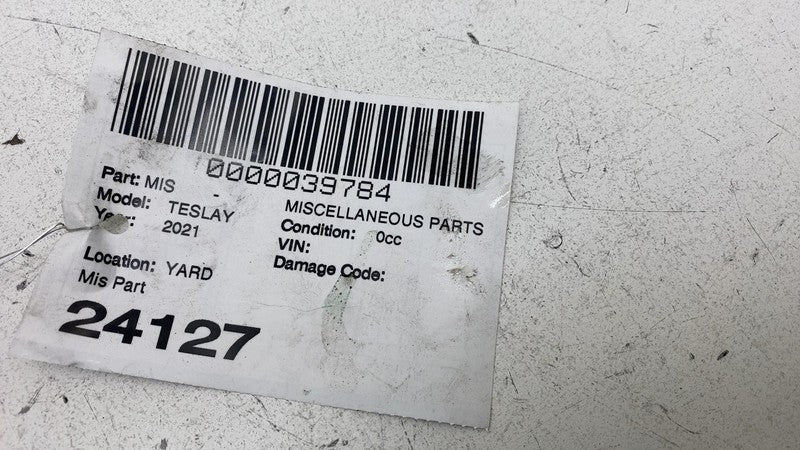 0000039784
Part: MIS - MISCELLANEOUS PARTS
Model: TESLAY Condition: 0cc
Year: 2021 VIN:
Location: YARD Damage Code:
Mis Part
24127